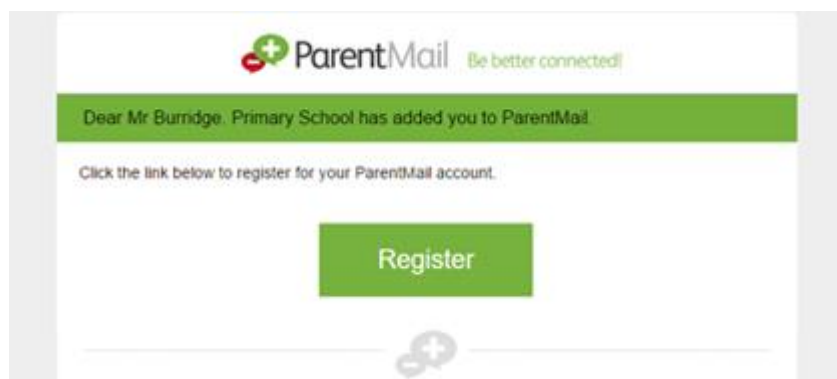 ParentMail Be better connected!
Dear Mr Burridge. Primary School has added you to ParentMail.
Click the link below to register for your ParentMail account.
Register